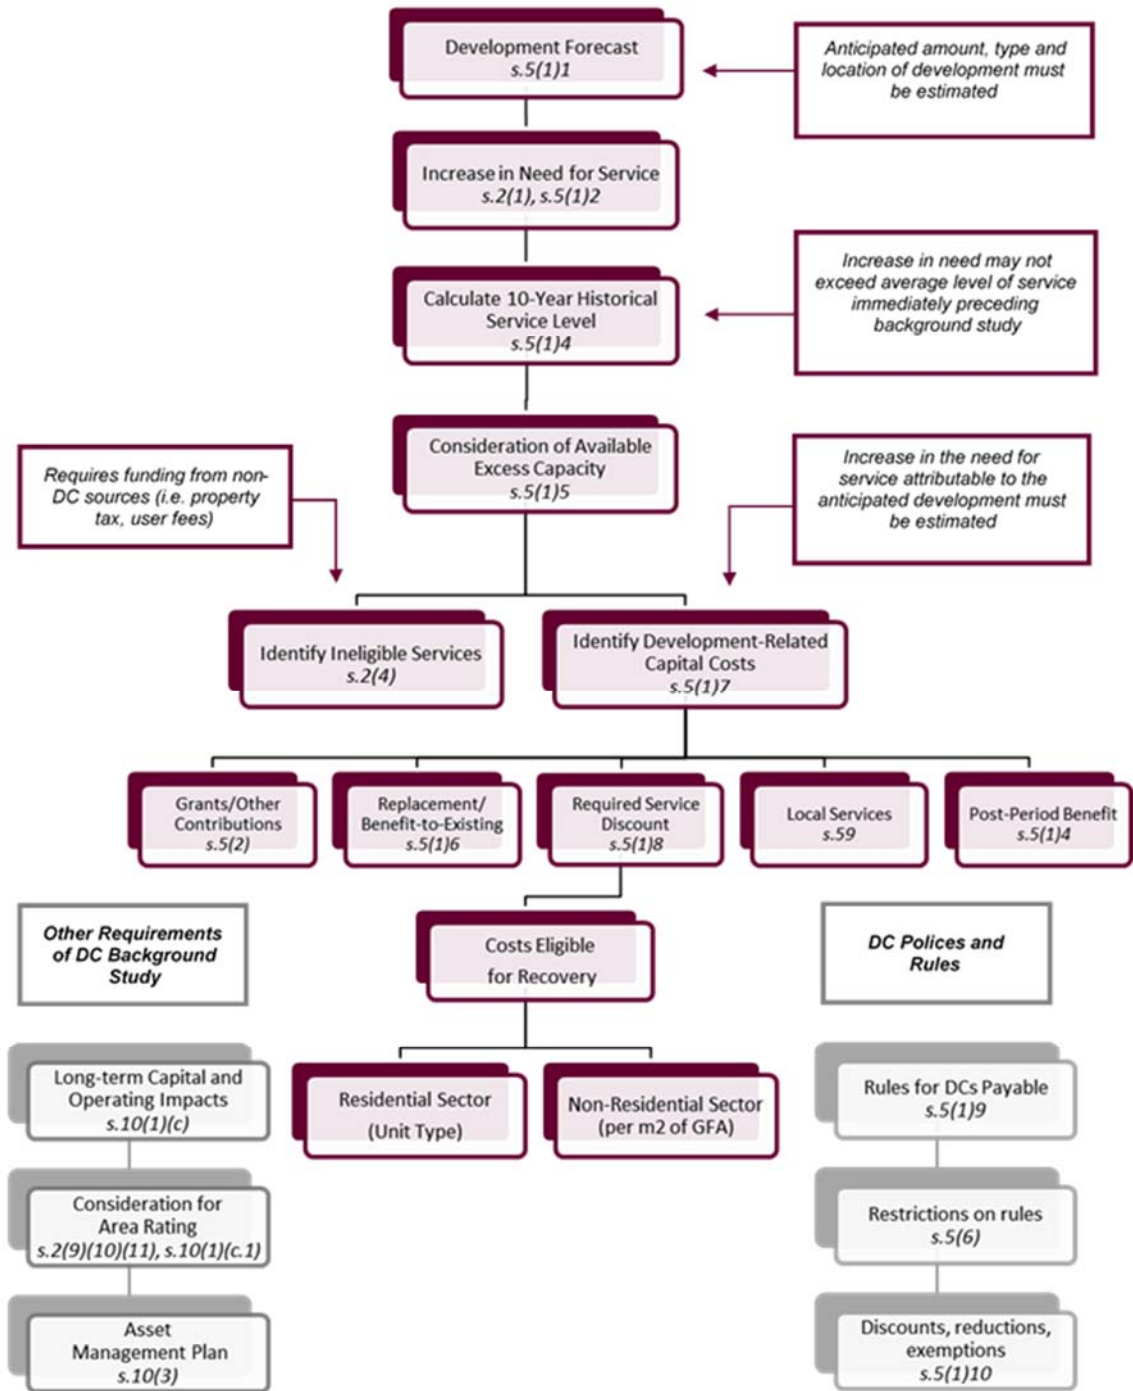 Development Forecast
s.5(1)1
Anticipated amount, type and
location of development must
be estimated
Increase in Need for Service
s.2(1), s.5(1)2
Calculate 10-Year Historical
Service Level
s.5(1)4
Increase in need may not
exceed average level of service
immediately preceding
background study
Consideration of Available
Excess Capacity
s.5(1)5
Requires funding from non-
DC sources (i.e. property
tax, user fees)
Increase in the need for
service attributable to the
anticipated development must
be estimated
Identify Ineligible Services
s.2(4)
Identify Development-Related
Capital Costs
s.5(1)7
Grants/Other
Contributions
s.5(2)
Replacement/
Benefit-to-Existing
s.5(1)6
Required Service
Discount
s.5(1)8
Local Services
s.59
Post-Period Benefit
s.5(1)4
Other Requirements
of DC Background
Study
Costs Eligible
for Recovery
DC Polices and
Rules
Long-term Capital and
Operating Impacts
s.10(1)(c)
Residential Sector
(Unit Type)
Non-Residential Sector
(per m2 of GFA)
Rules for DCs Payable
s.5(1)9
Consideration for
Area Rating
s.2(9)(10)(11), s.10(1)(c.1)
Restrictions on rules
s.5(6)
Asset
Management Plan
s.10(3)
Discounts, reductions,
exemptions
s.5(1)10